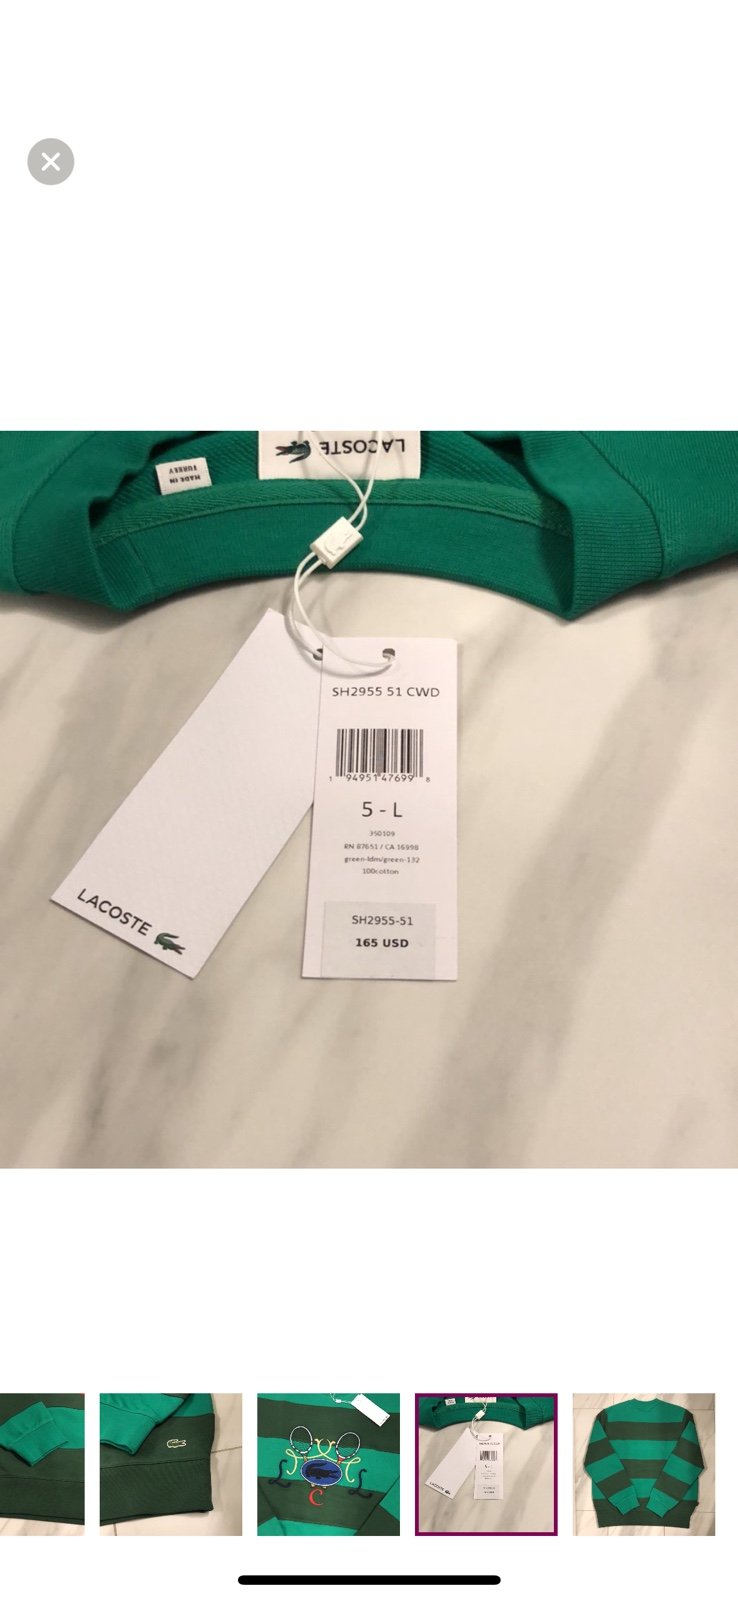 LACOSTE
MADE IN
TURKEY
SH2955 51 CWD
1 94951 47699 8
5 - L
350109
RN 87651 / CA 16998
green-ldm/green-132
100cotton
SH2955-51
165 USD
LACOSTE
L L
C
LACOSTE